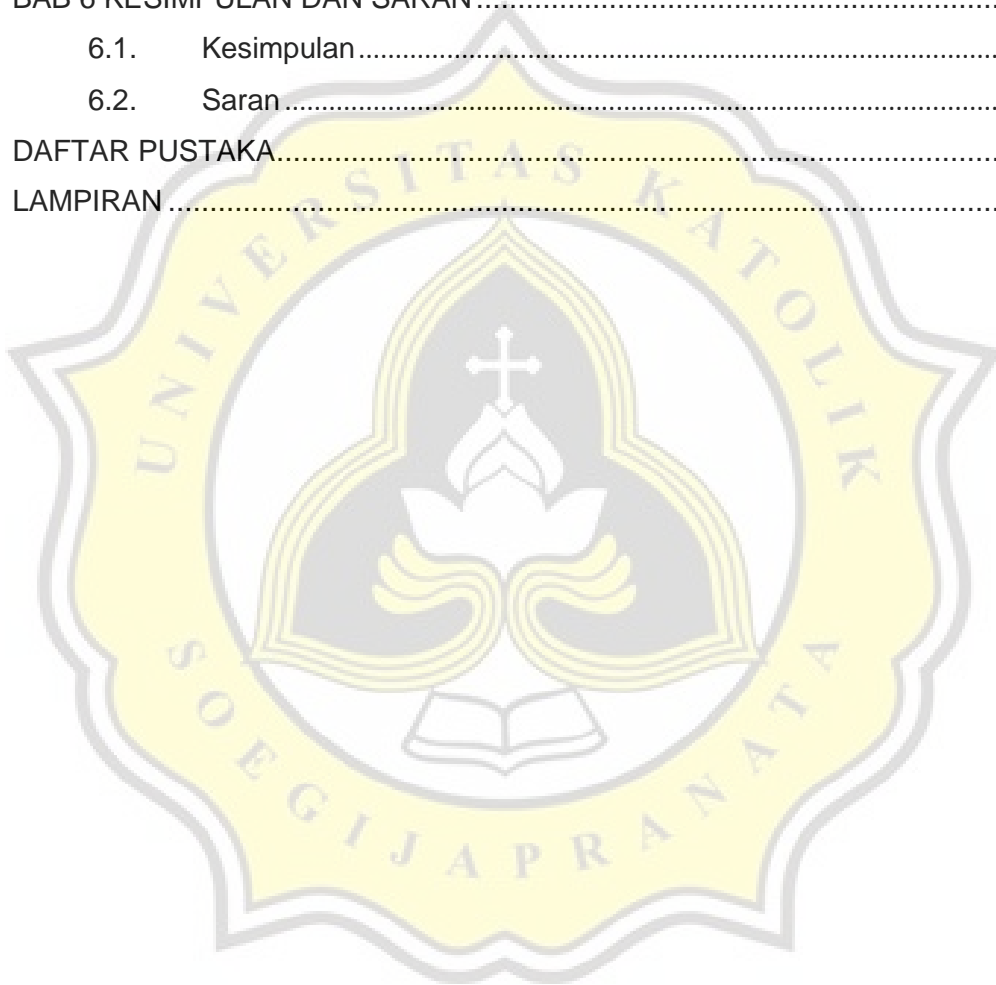 BAB 6 KESIMPULAN DAN SARAN....................................................................
6.1. Kesimpulan....................................................................................
6.2. Saran.............................................................................................
DAFTAR PUSTAKA...............................................................................................
LAMPIRAN............................................................................................................
UNIVERSITAS KATOLIK
SOEGIJAPRANATA